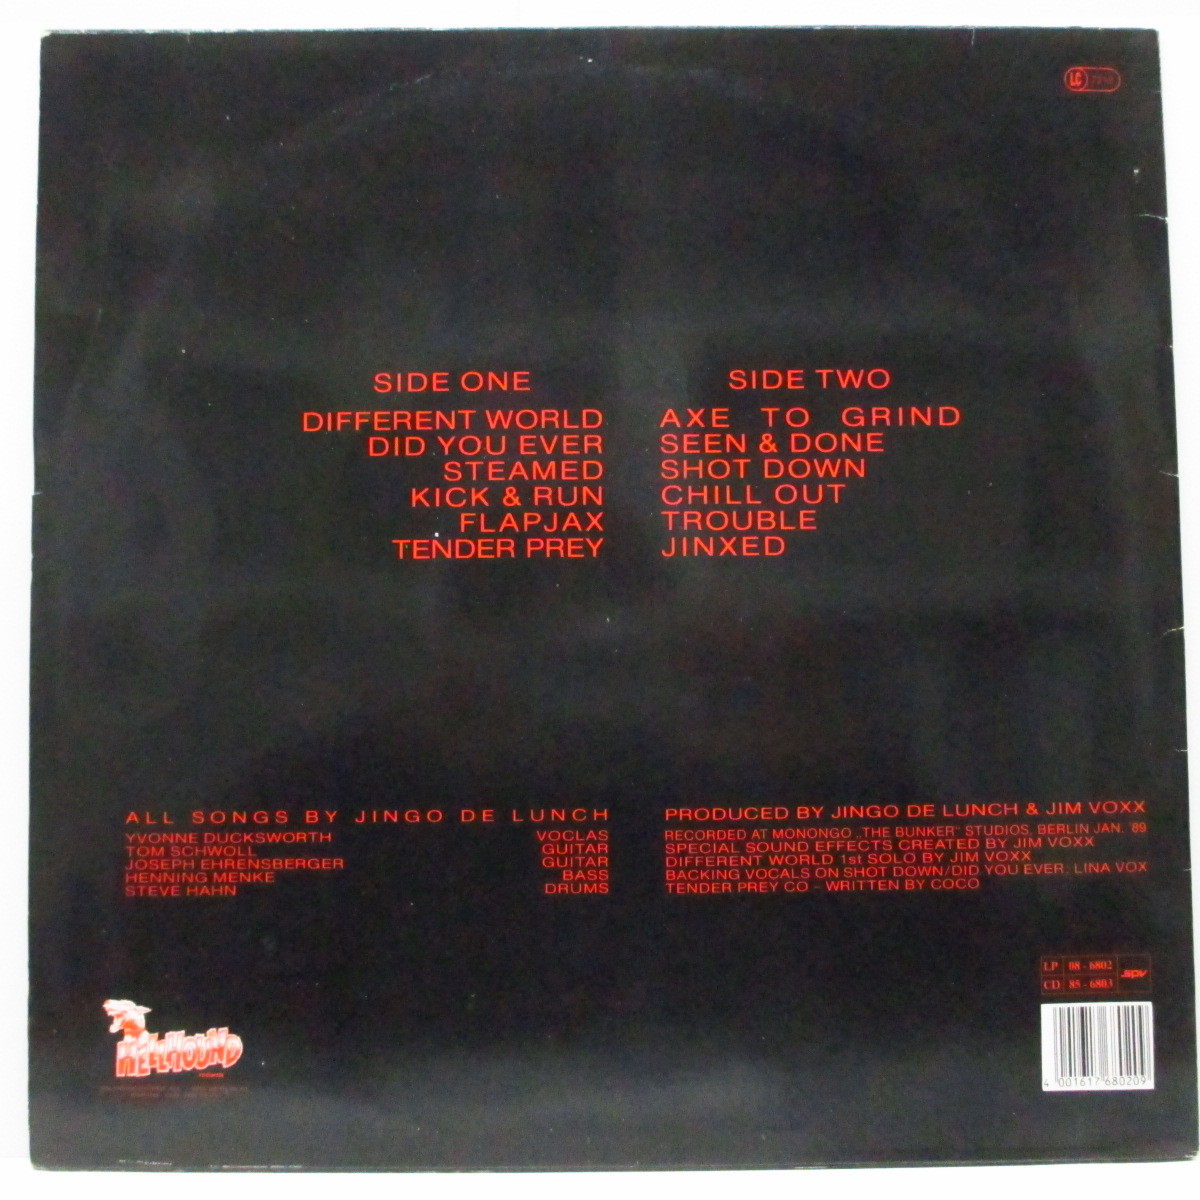 LC
SIDE ONE
DIFFERENT WORLD
DID YOU EVER
STEAMED
KICK & RUN
FLAPJAX
TENDER PREY
SIDE TWO
AXE TO GRIND
SEEN & DONE
SHOT DOWN
CHILL OUT
TROUBLE
JINXED
ALL SONGS BY JINGO DE LUNCH
YVONNE DUCKSWORTH VOCLAS
TOM SCHWOLL GUITAR
JOSEPH EHRENSBERGER GUITAR
HENNING MENKE BASS
STEVE HAHN DRUMS
PRODUCED BY JINGO DE LUNCH & JIM VOXX
RECORDED AT MONONGO „THE BUNKER" STUDIOS, BERLIN JAN. '89
SPECIAL SOUND EFFECTS CREATED BY JIM VOXX
DIFFERENT WORLD 1st SOLO BY JIM VOXX
BACKING VOCALS ON SHOT DOWN/DID YOU EVER: LINA VOX
TENDER PREY CO – WRITTEN BY COCO
LP 08 - 6802
CD 85 - 6803
SPV
HELLHOUND
RECORDS
4 001617 680209